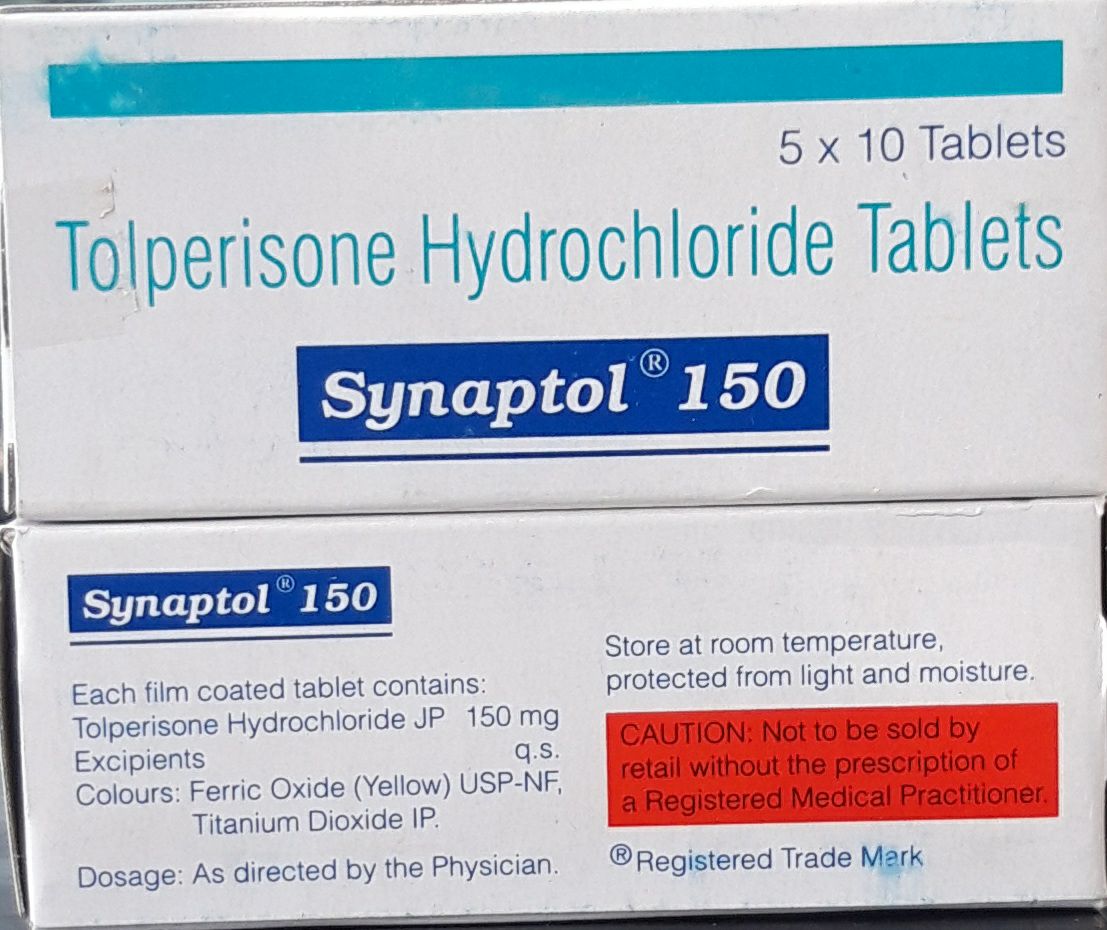 5 x 10 Tablets
Tolperisone Hydrochloride Tablets
Synaptol® 150
Synaptol® 150
Each film coated tablet contains:
Tolperisone Hydrochloride JP 150 mg
Excipients q.s.
Colours: Ferric Oxide (Yellow) USP-NF,
Titanium Dioxide IP.
Dosage: As directed by the Physician.
Store at room temperature,
protected from light and moisture.
CAUTION: Not to be sold by
retail without the prescription of
a Registered Medical Practitioner.
® Registered Trade Mark